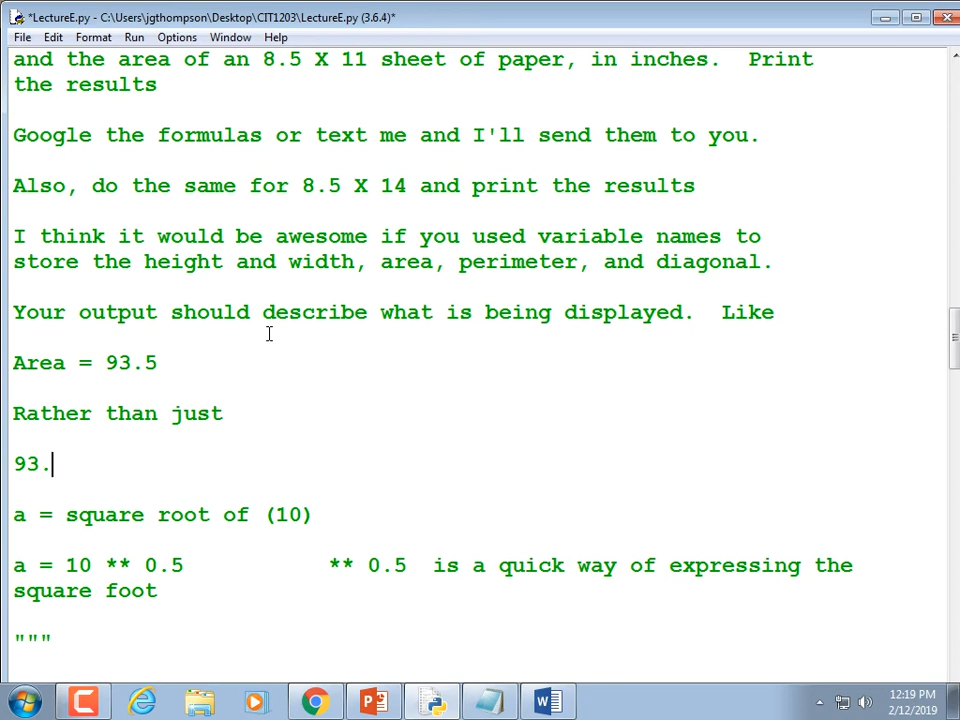 *LectureE.py - C:\Users\jgthompson\Desktop\CIT1203\LectureE.py (3.6.4)*
File Edit Format Run Options Window Help
and the area of an 8.5 X 11 sheet of paper, in inches.  Print
the results
Google the formulas or text me and I'll send them to you.
Also, do the same for 8.5 X 14 and print the results
I think it would be awesome if you used variable names to
store the height and width, area, perimeter, and diagonal.
Your output should describe what is being displayed.  Like
Area = 93.5
Rather than just
93.
a = square root of (10)
a = 10 ** 0.5           ** 0.5  is a quick way of expressing the
square foot
"""
12:19 PM
2/12/2019